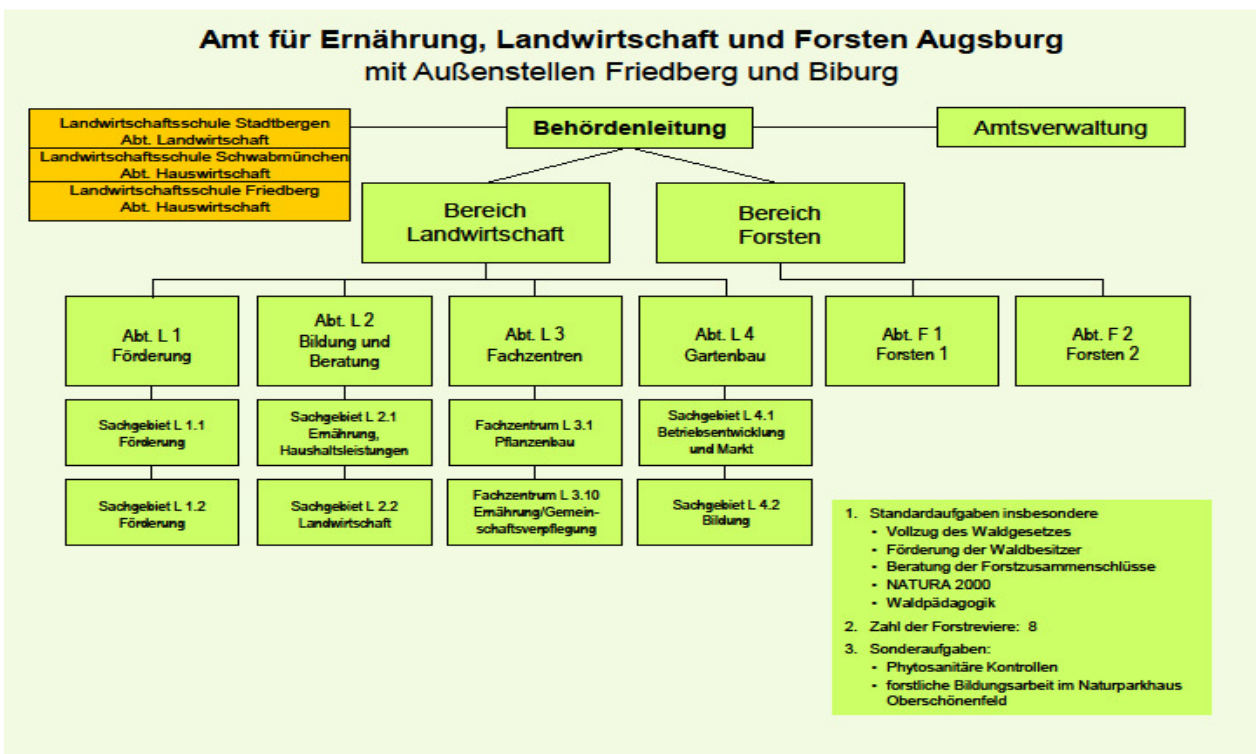 Amt für Ernährung, Landwirtschaft und Forsten Augsburg
mit Außenstellen Friedberg und Biburg
Landwirtschaftsschule Stadtbergen
Abt. Landwirtschaft
Landwirtschaftsschule Schwabmünchen
Abt. Hauswirtschaft
Landwirtschaftsschule Friedberg
Abt. Hauswirtschaft
Behördenleitung
Amtsverwaltung
Bereich
Landwirtschaft
Bereich
Forsten
Abt. L 1
Förderung
Abt. L 2
Bildung und
Beratung
Abt. L 3
Fachzentren
Abt. L 4
Gartenbau
Abt. F 1
Forsten 1
Abt. F 2
Forsten 2
Sachgebiet L 1.1
Förderung
Sachgebiet L 2.1
Ernährung,
Haushaltsleistungen
Fachzentrum L 3.1
Pflanzenbau
Sachgebiet L 4.1
Betriebsentwicklung
und Markt
Sachgebiet L 1.2
Förderung
Sachgebiet L 2.2
Landwirtschaft
Fachzentrum L 3.10
Ernährung/Gemein-
schaftsverpflegung
Sachgebiet L 4.2
Bildung
1. Standardaufgaben insbesondere
• Vollzug des Waldgesetzes
• Förderung der Waldbesitzer
• Beratung der Forstzusammenschlüsse
• NATURA 2000
• Waldpädagogik
2. Zahl der Forstreviere: 8
3. Sonderaufgaben:
• Phytosanitäre Kontrollen
• forstliche Bildungsarbeit im Naturparkhaus
Oberschönenfeld